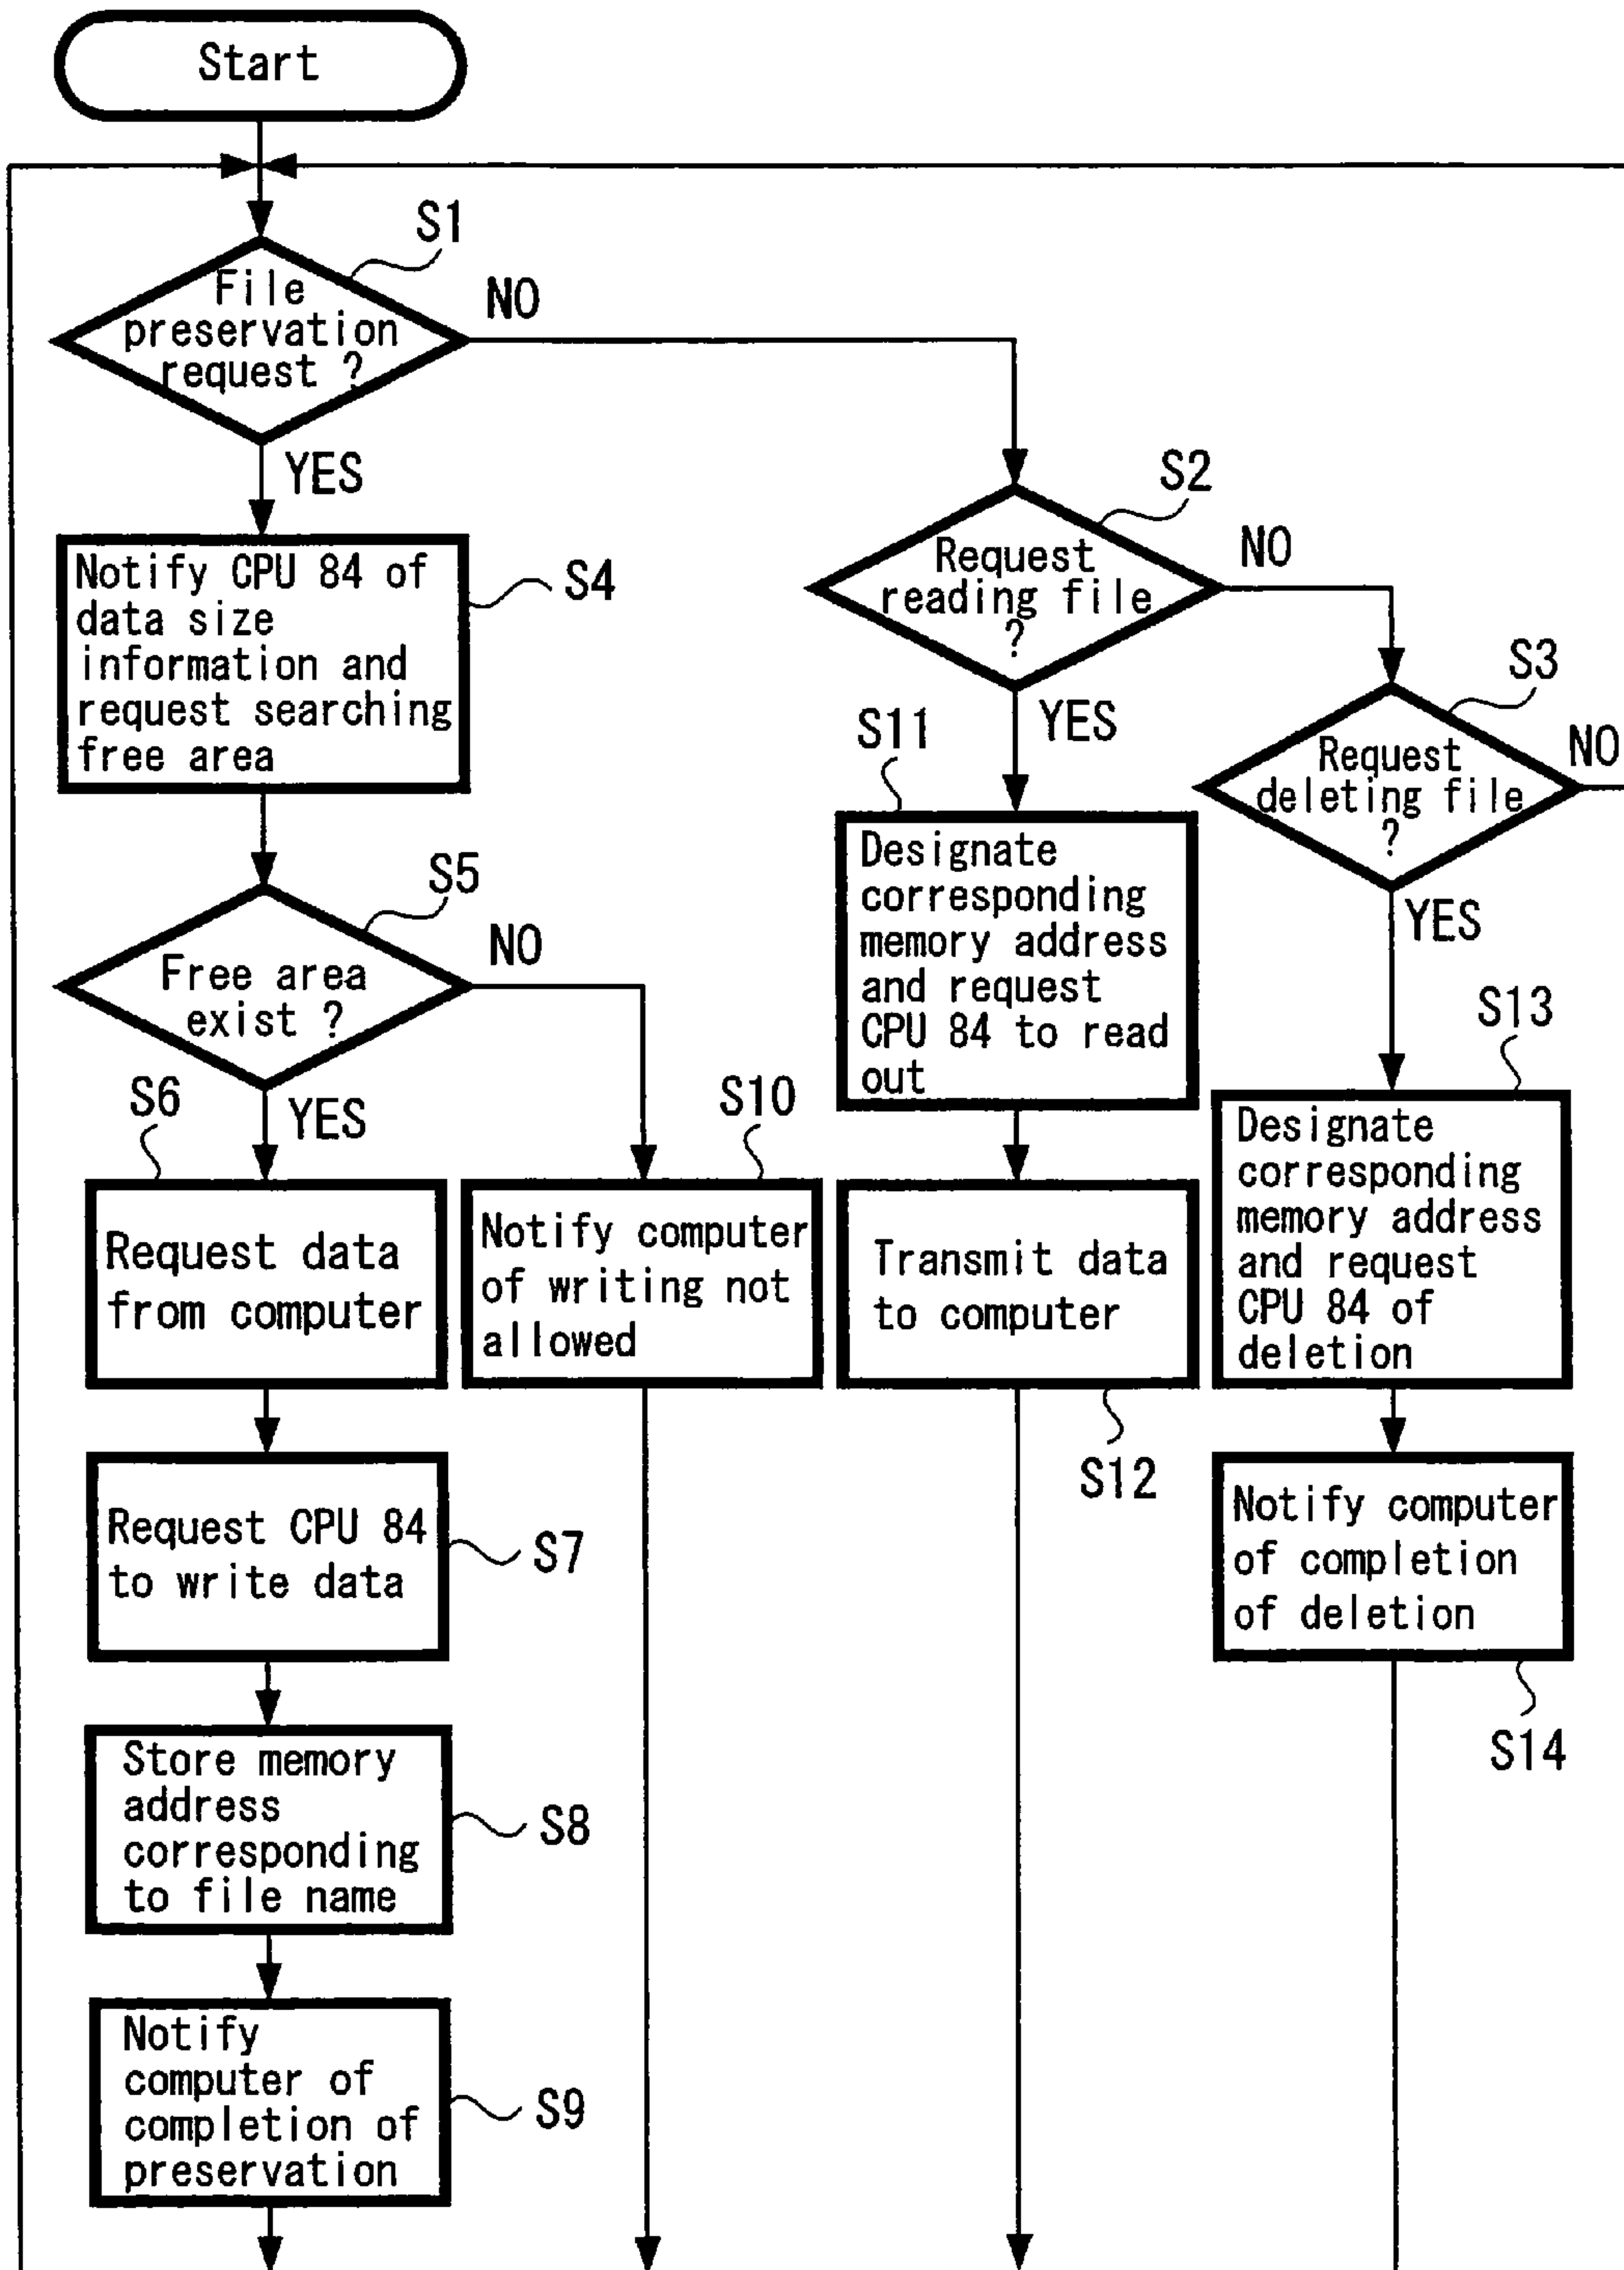 Start
S1
File
preservation
request ?
NO
YES
S2
Request
reading file
?
NO
YES
S3
Request
deleting file
?
NO
YES
Notify CPU 84 of
data size
information and
request searching
free area
S4
S5
Free area
exist ?
NO
YES
S6
Request data
from computer
S10
Notify computer
of writing not
allowed
S11
Designate
corresponding
memory address
and request
CPU 84 to read
out
Transmit data
to computer
S12
S13
Designate
corresponding
memory address
and request
CPU 84 of
deletion
Notify computer
of completion
of deletion
S14
Request CPU 84
to write data
S7
Store memory
address
corresponding
to file name
S8
Notify
computer of
completion of
preservation
S9